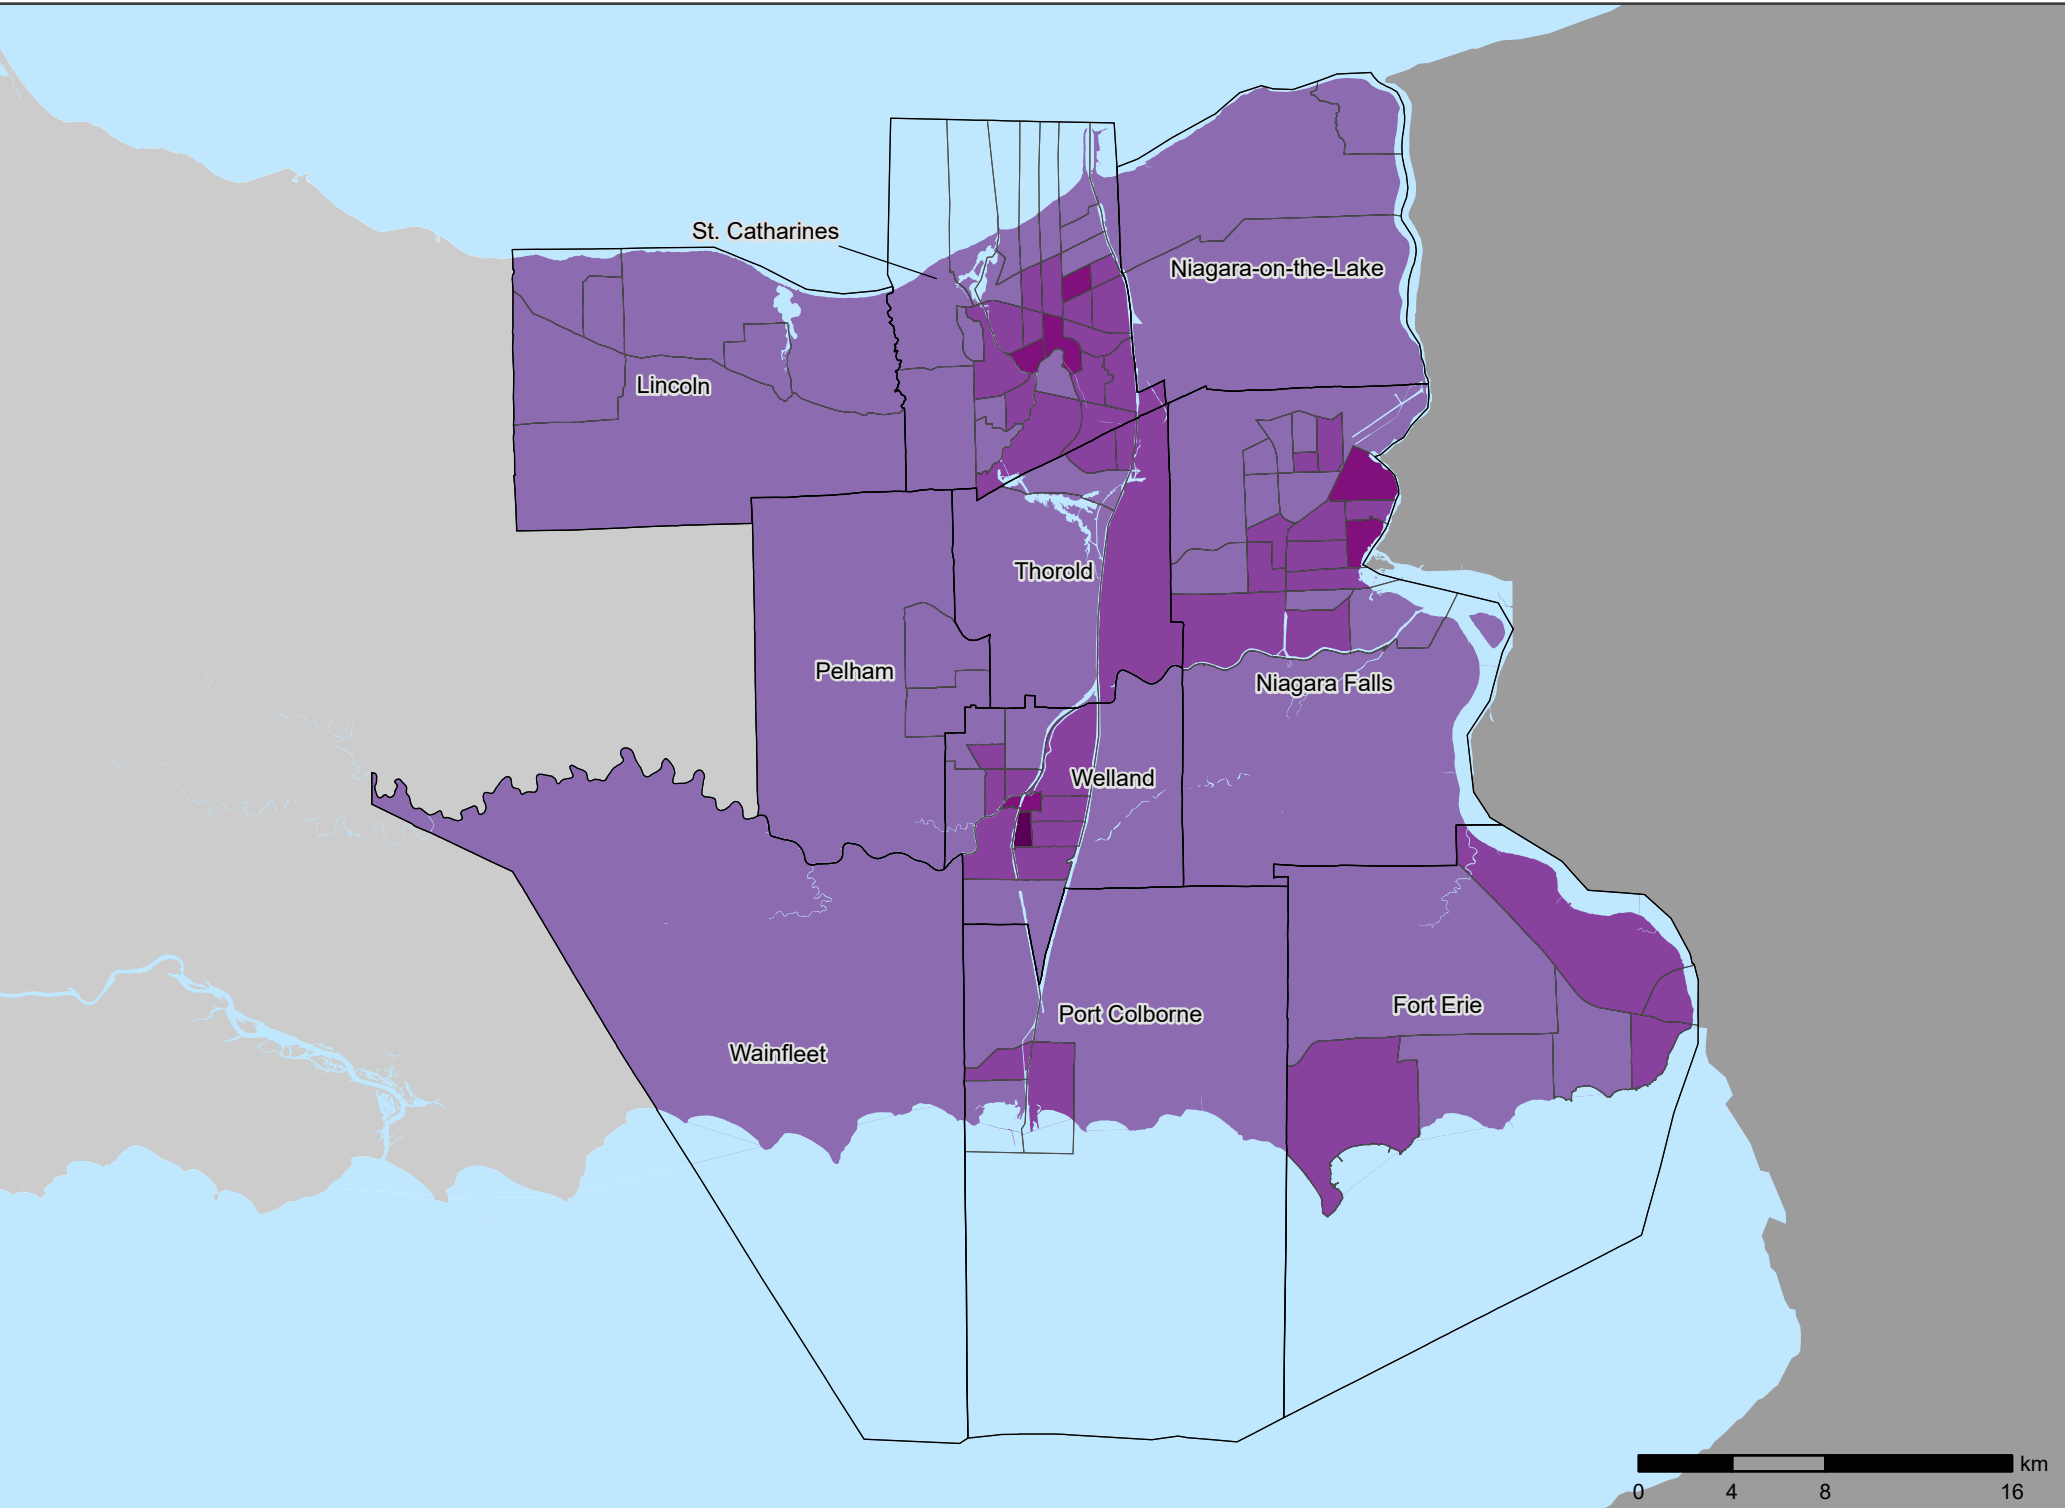 St. Catharines
Niagara-on-the-Lake
Lincoln
Thorold
Pelham
Niagara Falls
Welland
Fort Erie
Port Colborne
Wainfleet
km
0 4 8 16